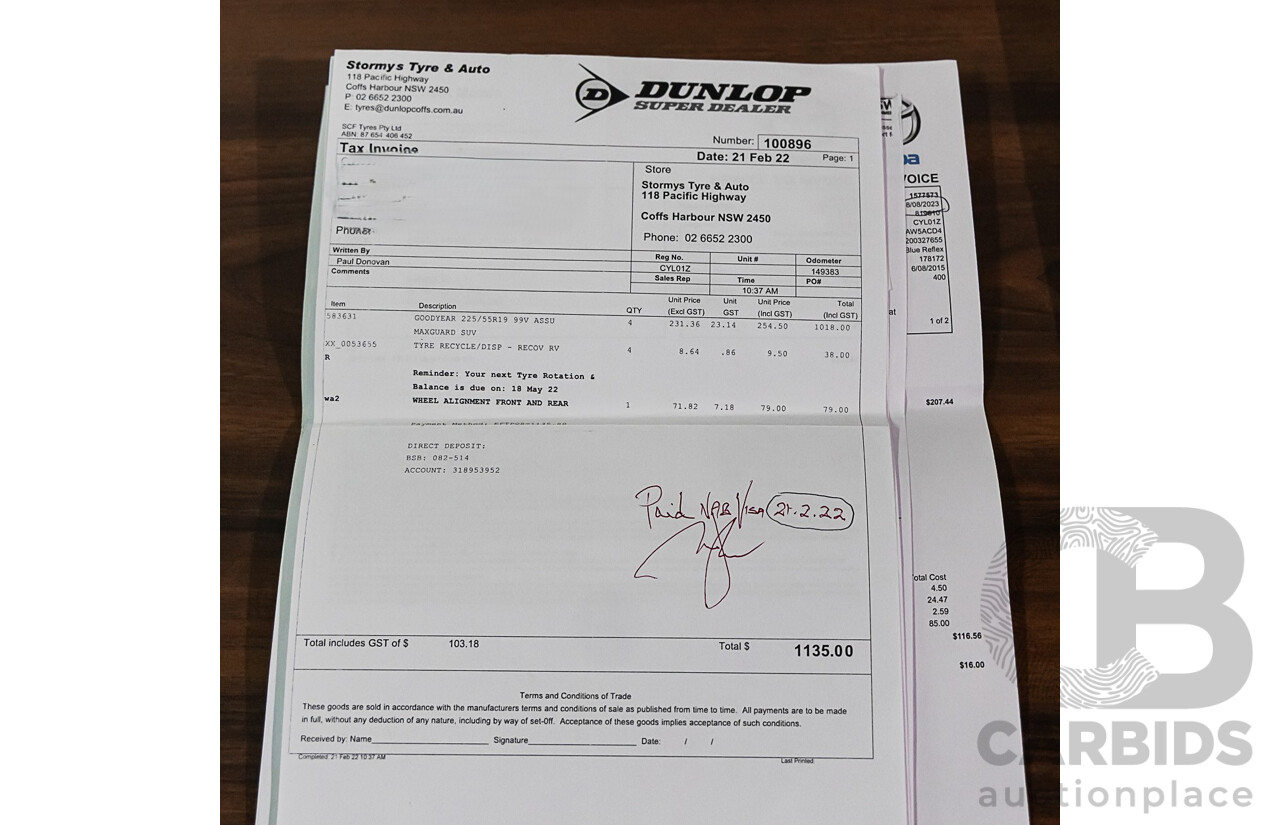 Stormys Tyre & Auto
118 Pacific Highway
Coffs Harbour NSW 2450
P: 02 6652 2300
E: tyres@dunlopcoffs.com.au
SCF Tyres Pty Ltd
ABN: 87 654 406 452
D DUNLOP
SUPER DEALER
Number: 100896
Tax Invoice
Date: 21 Feb 22 Page: 1
Store
Stormys Tyre & Auto
118 Pacific Highway
Coffs Harbour NSW 2450
Phone: 02 6652 2300
Phone:
Written By
Paul Donovan
Comments
Reg No. Unit # Odometer
CYL01Z 149383
Sales Rep Time PO#
10:37 AM
Item Description QTY Unit Price (Excl GST) Unit GST Unit Price (Incl GST) Total (Incl GST)
583631 GOODYEAR 225/55R19 99V ASSU 4 231.36 23.14 254.50 1018.00
MAXGUARD SUV
XX_0053655 TYRE RECYCLE/DISP - RECOV RV 4 8.64 .86 9.50 38.00
R
Reminder: Your next Tyre Rotation &
Balance is due on: 18 May 22
wa2 WHEEL ALIGNMENT FRONT AND REAR 1 71.82 7.18 79.00 79.00
DIRECT DEPOSIT:
BSB: 082-514
ACCOUNT: 318953952
Paid NAB Visa 21.2.22
Total includes GST of $ 103.18 Total $ 1135.00
Terms and Conditions of Trade
These goods are sold in accordance with the manufacturers terms and conditions of sale as published from time to time. All payments are to be made
in full, without any deduction of any nature, including by way of set-0ff. Acceptance of these goods implies acceptance of such conditions.
Received by: Name Signature Date: / /
Completed: 21 Feb 22 10:37 AM Last Printed
VOICE
1577573
8/08/2023
819810
CYL01Z
AW5ACD4
200327655
Blue Reflex
178172
6/08/2015
400
at
1 of 2
$207.44
otal Cost
4.50
24.47
2.59
85.00
$116.56
$16.00
CB
CARBIDS
auctionplace